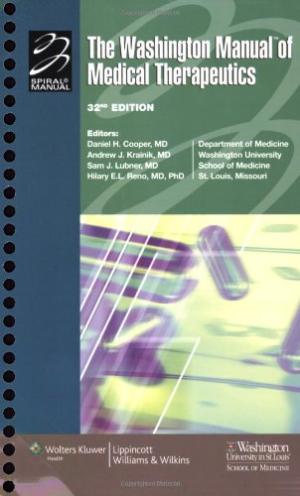 SPIRAL®
MANUAL
The Washington Manual™ of
Medical Therapeutics
32ND EDITION
Editors:
Daniel H. Cooper, MD
Andrew J. Krainik, MD
Sam J. Lubner, MD
Hilary E.L. Reno, MD, PhD
Department of Medicine
Washington University
School of Medicine
St. Louis, Missouri
Wolters Kluwer
Health
Lippincott
Williams & Wilkins
Washington
University in St. Louis
SCHOOL OF MEDICINE